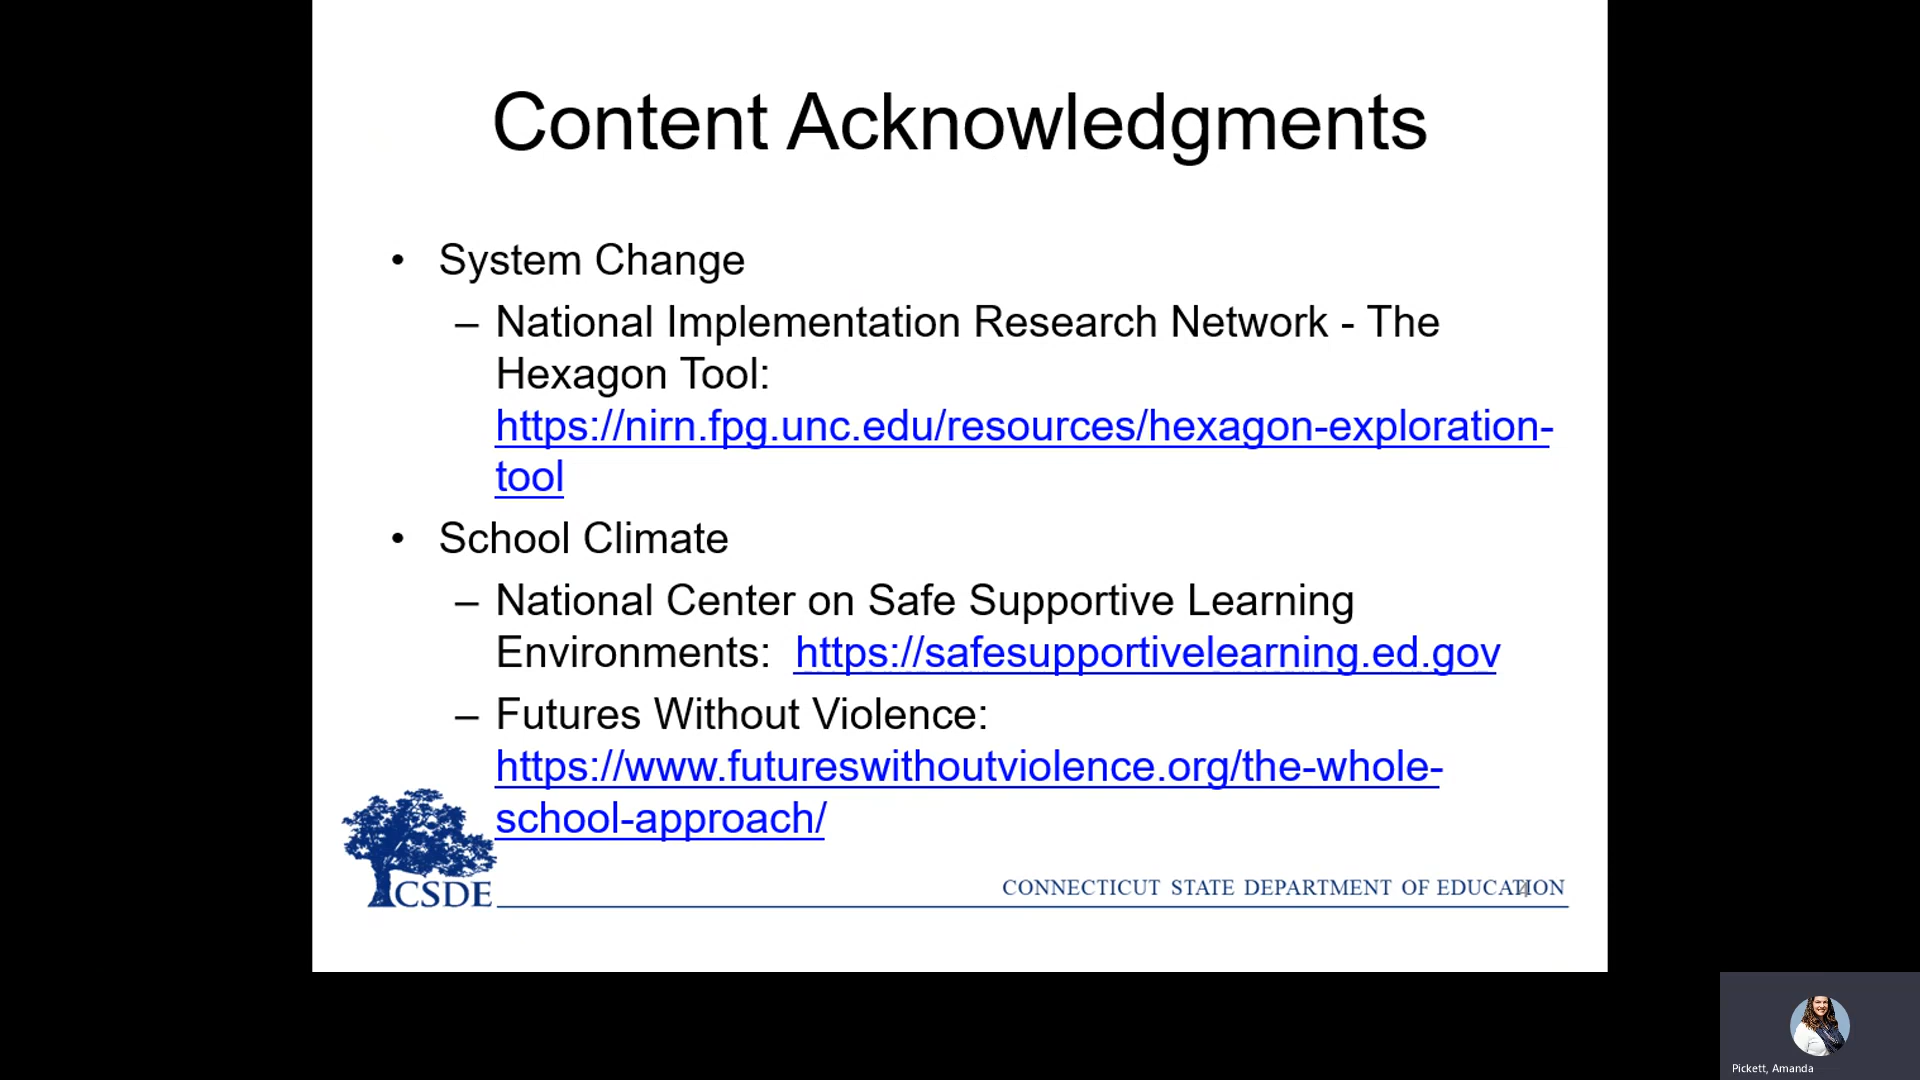 Content Acknowledgments
• System Change
– National Implementation Research Network - The
Hexagon Tool:
https://nirn.fpg.unc.edu/resources/hexagon-exploration-
tool
• School Climate
– National Center on Safe Supportive Learning
Environments: https://safesupportivelearning.ed.gov
– Futures Without Violence:
https://www.futureswithoutviolence.org/the-whole-
school-approach/
CSDE
CONNECTICUT STATE DEPARTMENT OF EDUCATION
4
Pickett, Amanda